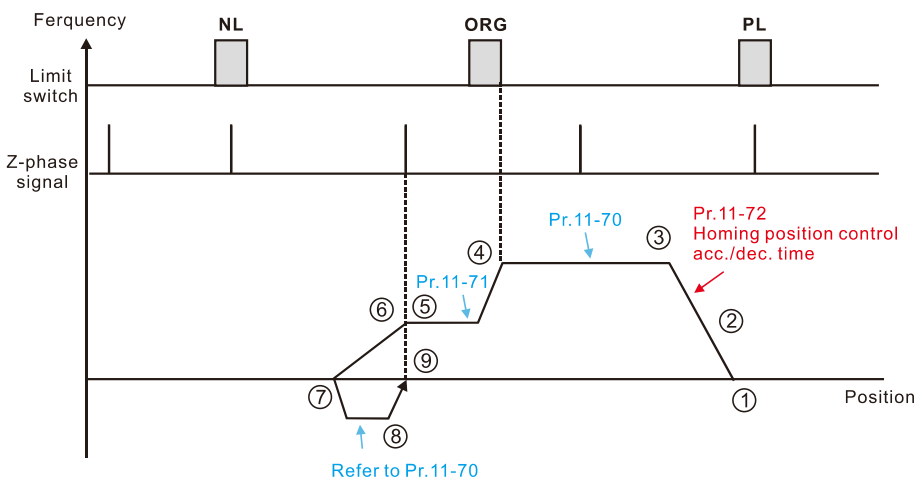 Ferquency
NL
ORG
PL
Limit
switch
Z-phase
signal
Pr.11-70
Pr.11-72
Homing position control
acc./dec. time
③
④
Pr.11-71
⑥
⑤
②
⑨
⑦
①
Position
⑧
Refer to Pr.11-70